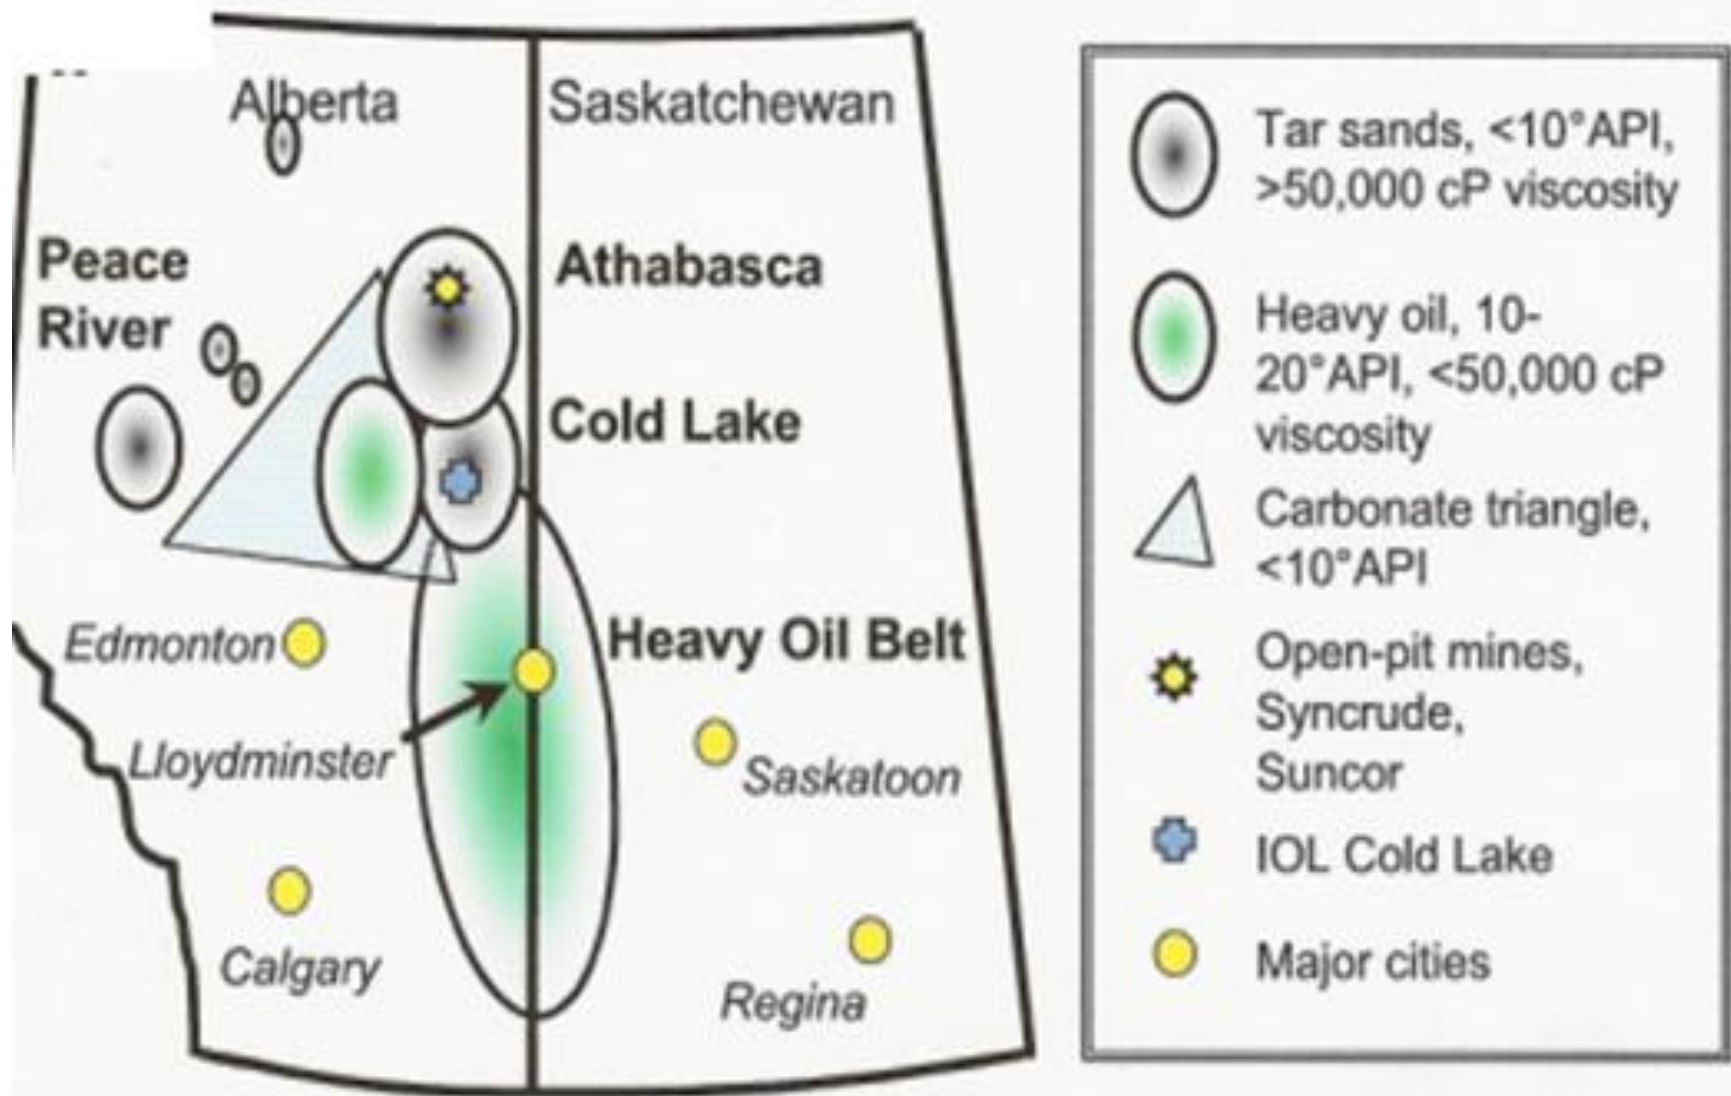 Alberta
Saskatchewan
Peace
River
Athabasca
Cold Lake
Edmonton
Heavy Oil Belt
Lloydminster
Saskatoon
Calgary
Regina
Tar sands, <10°API,
>50,000 cP viscosity
Heavy oil, 10-
20°API, <50,000 cP
viscosity
Carbonate triangle,
<10°API
Open-pit mines,
Syncrude,
Suncor
IOL Cold Lake
Major cities